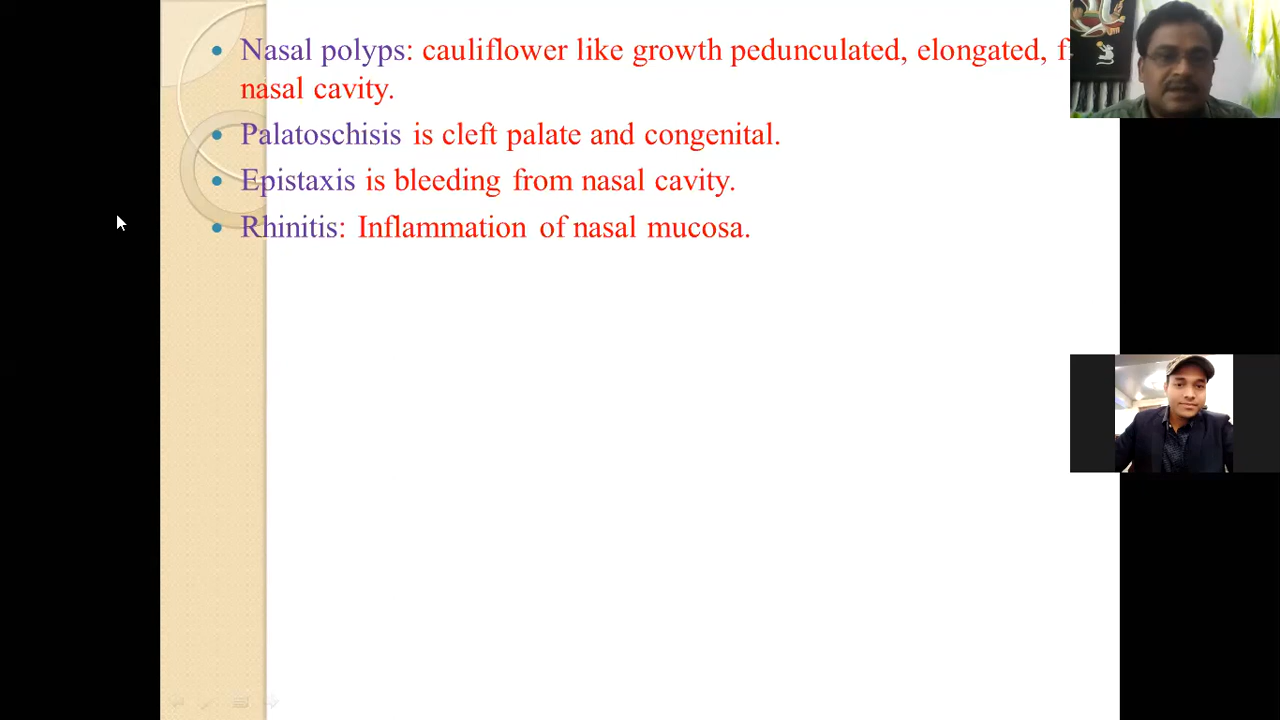 Nasal polyps: cauliflower like growth pedunculated, elongated,
nasal cavity.
Palatoschisis is cleft palate and congenital.
Epistaxis is bleeding from nasal cavity.
Rhinitis: Inflammation of nasal mucosa.